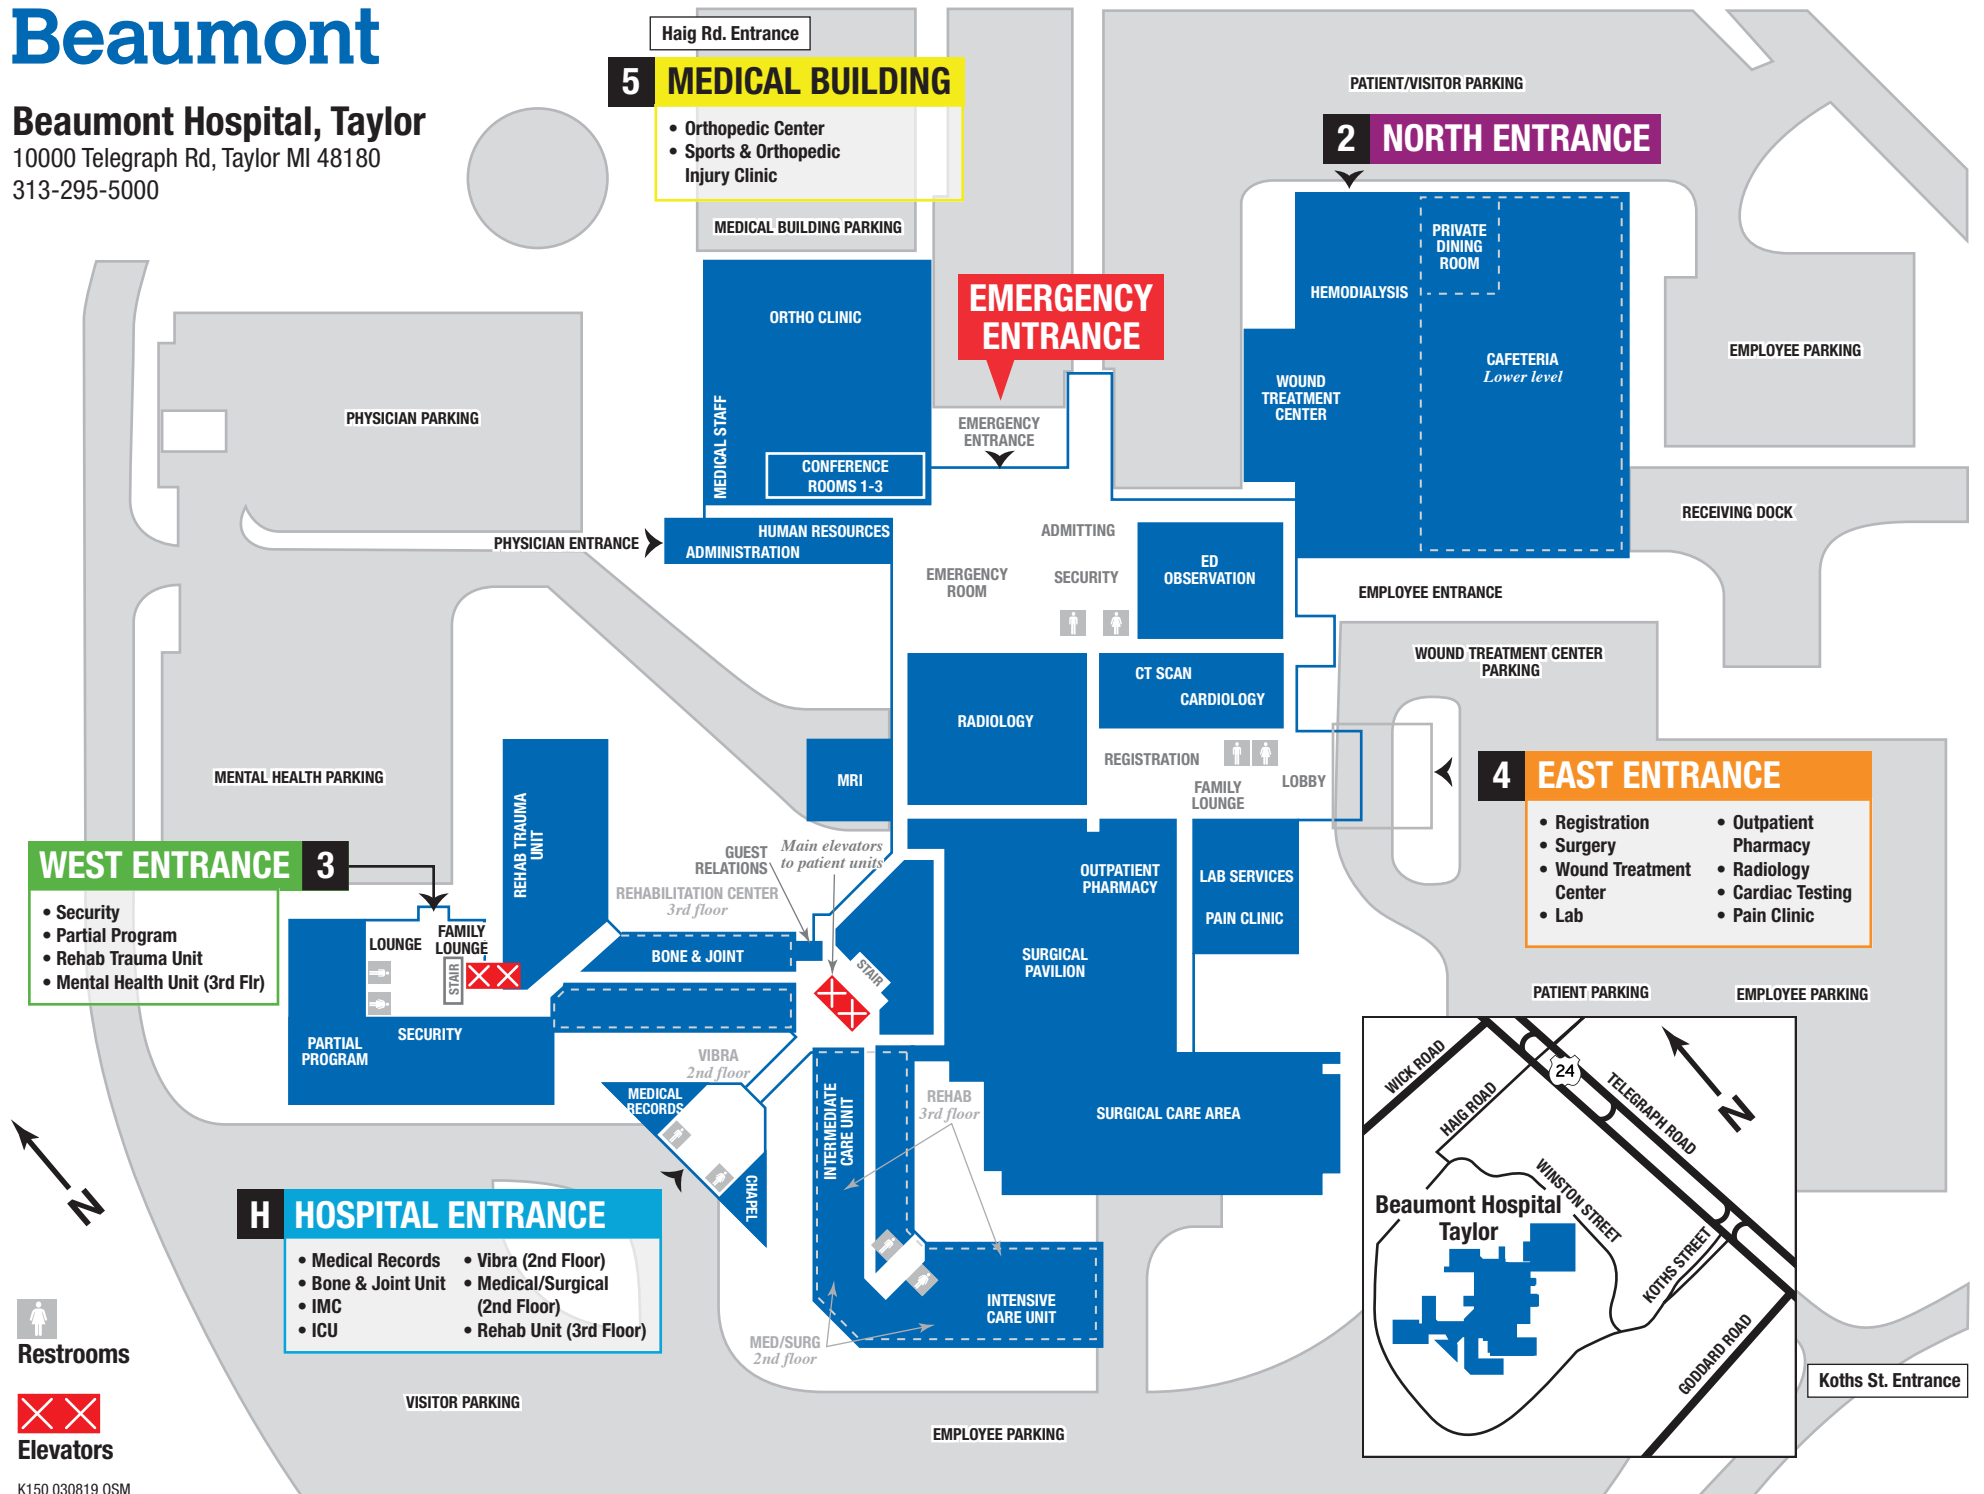 Beaumont
Beaumont Hospital, Taylor
10000 Telegraph Rd, Taylor MI 48180
313-295-5000
Haig Rd. Entrance
5 MEDICAL BUILDING
• Orthopedic Center
• Sports & Orthopedic
Injury Clinic
MEDICAL BUILDING PARKING
PATIENT/VISITOR PARKING
2 NORTH ENTRANCE
PRIVATE
DINING
ROOM
HEMODIALYSIS
CAFETERIA
Lower level
WOUND
TREATMENT
CENTER
EMPLOYEE PARKING
RECEIVING DOCK
EMERGENCY
ENTRANCE
EMERGENCY
ENTRANCE
ORTHO CLINIC
MEDICAL STAFF
CONFERENCE
ROOMS 1-3
PHYSICIAN PARKING
PHYSICIAN ENTRANCE
HUMAN RESOURCES
ADMINISTRATION
ADMITTING
EMERGENCY
ROOM
SECURITY
ED
OBSERVATION
EMPLOYEE ENTRANCE
WOUND TREATMENT CENTER
PARKING
CT SCAN
CARDIOLOGY
RADIOLOGY
REGISTRATION
FAMILY
LOUNGE
LOBBY
MRI
MENTAL HEALTH PARKING
4 EAST ENTRANCE
• Registration
• Surgery
• Wound Treatment
Center
• Lab
• Outpatient
Pharmacy
• Radiology
• Cardiac Testing
• Pain Clinic
WEST ENTRANCE 3
• Security
• Partial Program
• Rehab Trauma Unit
• Mental Health Unit (3rd Flr)
REHAB TRAUMA
UNIT
GUEST
RELATIONS
Main elevators
to patient units
REHABILITATION CENTER
3rd floor
OUTPATIENT
PHARMACY
LAB SERVICES
PAIN CLINIC
LOUNGE
FAMILY
LOUNGE
STAIR
BONE & JOINT
STAIR
SURGICAL
PAVILION
PATIENT PARKING
EMPLOYEE PARKING
PARTIAL
PROGRAM
SECURITY
VIBRA
2nd floor
MEDICAL
RECORDS
CHAPEL
INTERMEDIATE
CARE UNIT
REHAB
3rd floor
SURGICAL CARE AREA
N
H HOSPITAL ENTRANCE
• Medical Records
• Bone & Joint Unit
• IMC
• ICU
• Vibra (2nd Floor)
• Medical/Surgical
(2nd Floor)
• Rehab Unit (3rd Floor)
INTENSIVE
CARE UNIT
MED/SURG
2nd floor
WICK ROAD
HAIG ROAD
24
TELEGRAPH ROAD
N
WINSTON STREET
Beaumont Hospital
Taylor
KOTHS STREET
GODDARD ROAD
Koths St. Entrance
Restrooms
Elevators
VISITOR PARKING
EMPLOYEE PARKING
K150 030819 OSM